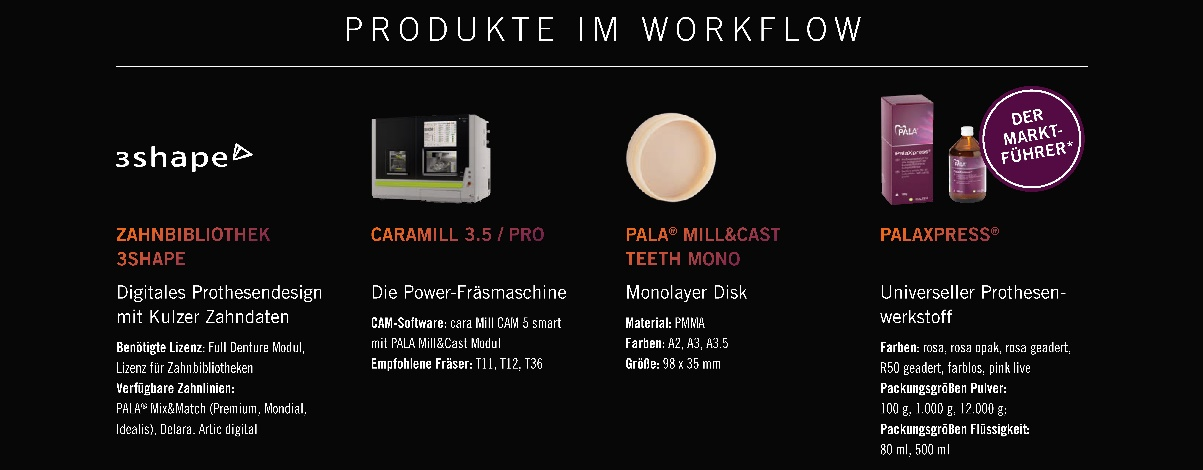 PRODUKTE IM WORKFLOW
3shape
ZAHNBIBLIOTHEK
3SHAPE
Digitales Prothesendesign
mit Kulzer Zahndaten
Benötigte Lizenz: Full Denture Modul,
Lizenz für Zahnbibliotheken
Verfügbare Zahnlinien:
PALA® Mix&Match (Premium, Mondial,
Idealis), Delara, Artic digital
CARAMILL 3.5 / PRO
Die Power-Fräsmaschine
CAM-Software: cara Mill CAM 5 smart
mit PALA Mill&Cast Modul
Empfohlene Fräser: T11, T12, T36
PALA® MILL&CAST
TEETH MONO
Monolayer Disk
Material: PMMA
Farben: A2, A3, A3.5
Größe: 98 x 35 mm
PALA
PalaXpress®
DER
MARKT-
FÜHRER*
PALAXPRESS®
Universeller Prothesen-
werkstoff
Farben: rosa, rosa opak, rosa geadert,
R50 geadert, farblos, pink live
Packungsgrößen Pulver:
100 g, 1.000 g, 12.000 g;
Packungsgrößen Flüssigkeit:
80 ml, 500 ml